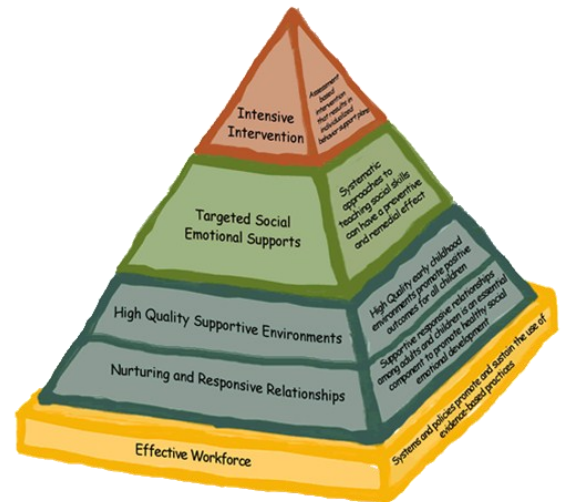 Intensive
Intervention
Assessment
based
intervention
that results in
individualized
behavior support plans
Targeted Social
Emotional Supports
Systematic
approaches to
teaching social skills
can have a preventive
and remedial effect
High Quality Supportive Environments
High Quality early childhood
environments promote positive
outcomes for all children
Nurturing and Responsive Relationships
Supportive responsive relationships
among adults and children is an essential
component to promote healthy social
emotional development
Effective Workforce
Systems and policies promote and sustain the use of
evidence-based practices